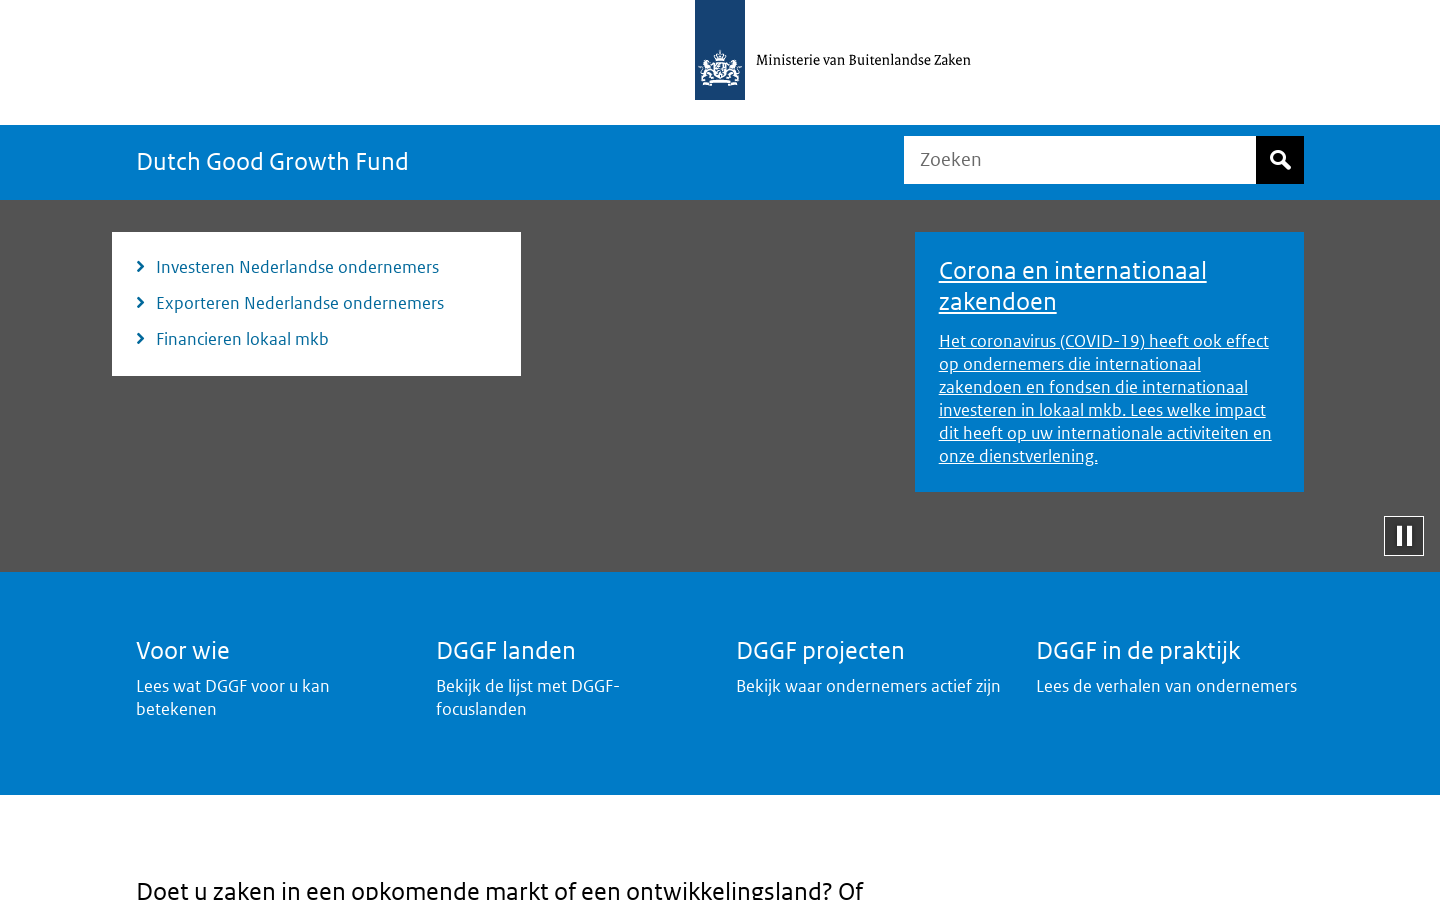 Ministerie van Buitenlandse Zaken
Dutch Good Growth Fund
Zoeken
Investeren Nederlandse ondernemers
Exporteren Nederlandse ondernemers
Financieren lokaal mkb
Corona en internationaal
zakendoen
Het coronavirus (COVID-19) heeft ook effect
op ondernemers die internationaal
zakendoen en fondsen die internationaal
investeren in lokaal mkb. Lees welke impact
dit heeft op uw internationale activiteiten en
onze dienstverlening.
Voor wie
Lees wat DGGF voor u kan
betekenen
DGGF landen
Bekijk de lijst met DGGF-
focuslanden
DGGF projecten
Bekijk waar ondernemers actief zijn
DGGF in de praktijk
Lees de verhalen van ondernemers
Doet u zaken in een opkomende markt of een ontwikkelingsland? Of